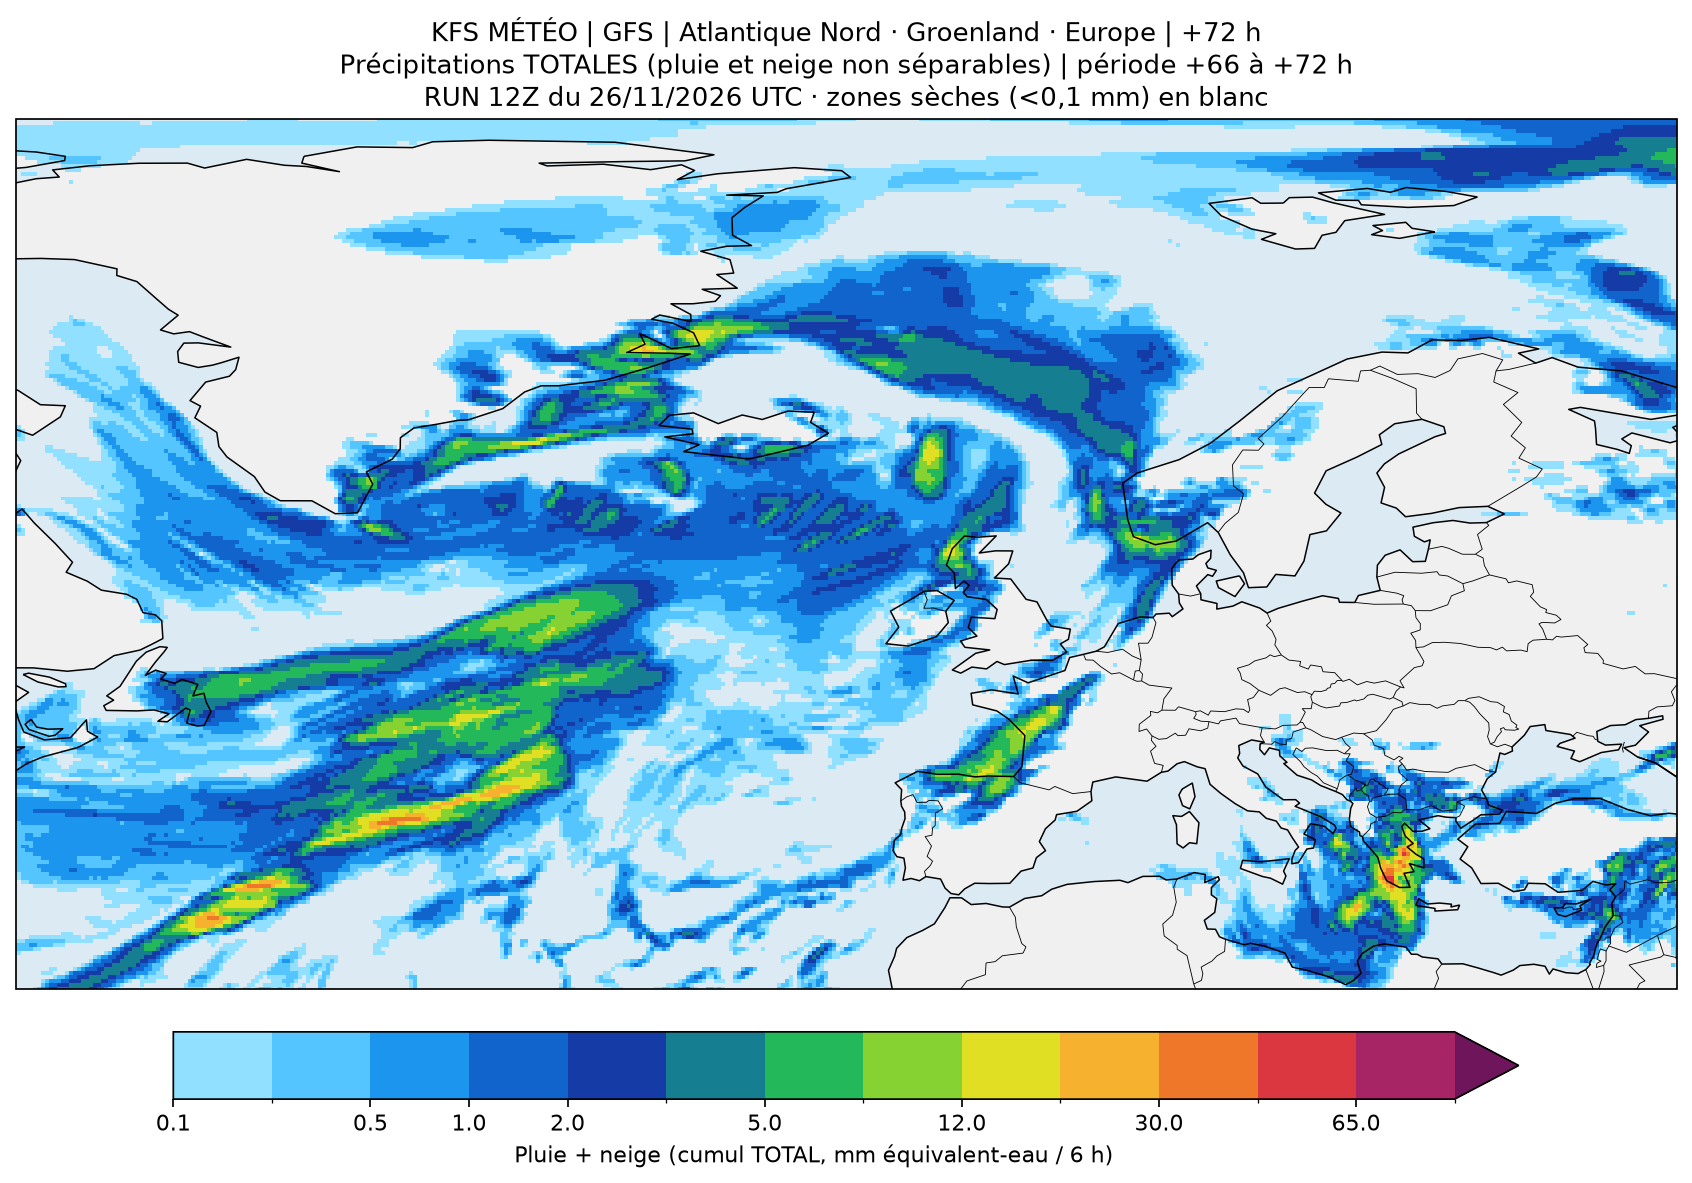 KFS MÉTÉO | GFS | Atlantique Nord · Groenland · Europe | +72 h
Précipitations TOTALES (pluie et neige non séparables) | période +66 à +72 h
RUN 12Z du 26/11/2026 UTC · zones sèches (<0,1 mm) en blanc
0.1 0.5 1.0 2.0 5.0 12.0 30.0 65.0
Pluie + neige (cumul TOTAL, mm équivalent-eau / 6 h)